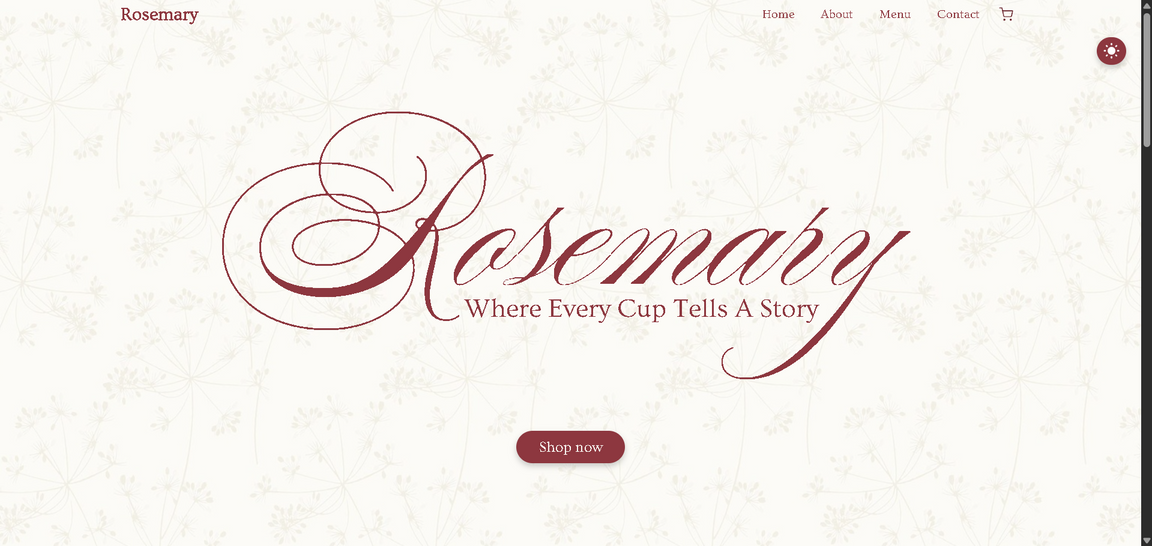 Rosemary
Home About Menu Contact
Rosemary
Where Every Cup Tells A Story
Shop now